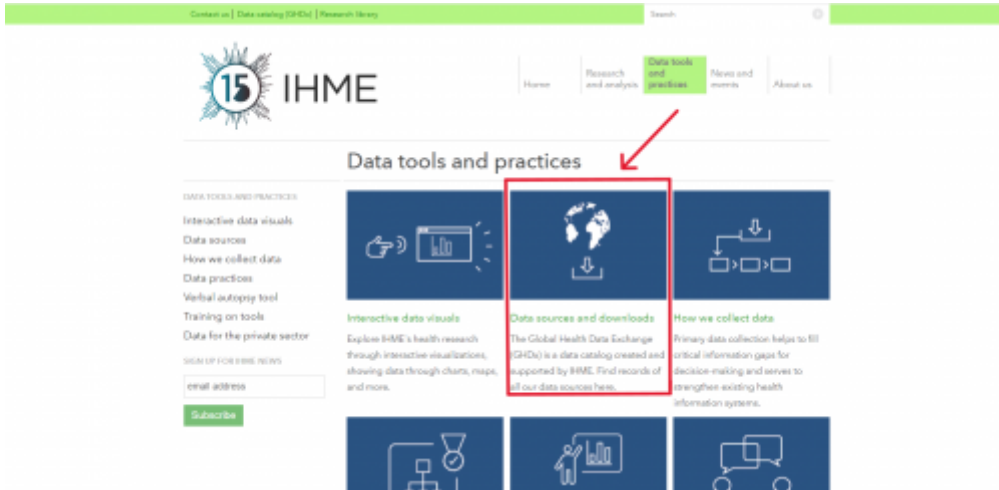 Contact us | Data catalog (GHDx) | Research library
Search
15 IHME
Home
Research
and analysis
Data tools
and
practices
News and
events
About us
Data tools and practices
DATA TOOLS AND PRACTICES
Interactive data visuals
Data sources
How we collect data
Data practices
Verbal autopsy tool
Training on tools
Data for the private sector
SIGN UP FOR IHME NEWS
email address
Subscribe
Interactive data visuals
Explore IHME's health research
through interactive visualizations,
showing data through charts, maps,
and more.
Data sources and downloads
The Global Health Data Exchange
(GHDx) is a data catalog created and
supported by IHME. Find records of
all our data sources here.
How we collect data
Primary data collection helps to fill
critical information gaps for
decision-making and serves to
strengthen existing health
information systems.